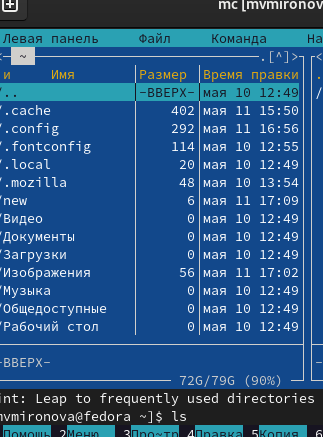 mc [mvmirono
Левая панель Файл Команда На
~ .[^]>
и Имя Размер Время правки
/.. -ВВЕРХ- мая 10 12:49
/.cache 402 мая 11 15:50
/.config 292 мая 11 16:56
/.fontconfig 114 мая 10 12:55
/.local 20 мая 10 12:49
/.mozilla 48 мая 10 13:54
/new 6 мая 11 17:09
/Видео 0 мая 10 12:49
/Документы 0 мая 10 12:49
/Загрузки 0 мая 10 12:49
/Изображения 56 мая 11 17:02
/Музыка 0 мая 10 12:49
/Общедоступные 0 мая 10 12:49
/Рабочий стол 0 мая 10 12:49
-ВВЕРХ-
72G/79G (90%)
int: Leap to frequently used directories
mvmironova@fedora ~]$ ls
Помощь 2Меню 3Про~тр 4Правка 5Копия 6